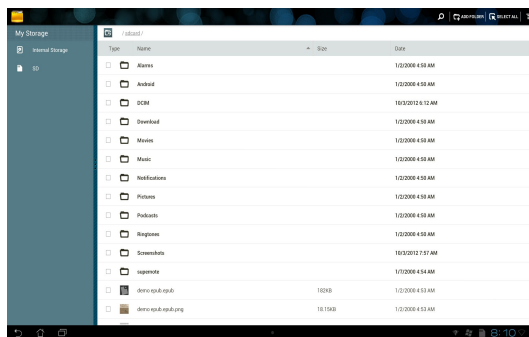 ADD FOLDER SELECT ALL
My Storage
Internal Storage
SD
/ sdcard /
Type Name Size Date
Alarms 1/2/2000 4:50 AM
Android 1/2/2000 4:50 AM
DCIM 10/3/2012 6:12 AM
Download 1/2/2000 4:50 AM
Movies 1/2/2000 4:50 AM
Music 1/2/2000 4:50 AM
Notifications 1/2/2000 4:50 AM
Pictures 1/2/2000 4:50 AM
Podcasts 1/2/2000 4:50 AM
Ringtones 1/2/2000 4:50 AM
Screenshots 10/3/2012 7:57 AM
supernote 1/7/2000 4:54 AM
demo epub.epub 182KB 1/2/2000 4:53 AM
demo epub.epub.png 18.19KB 1/2/2000 4:53 AM
8:10